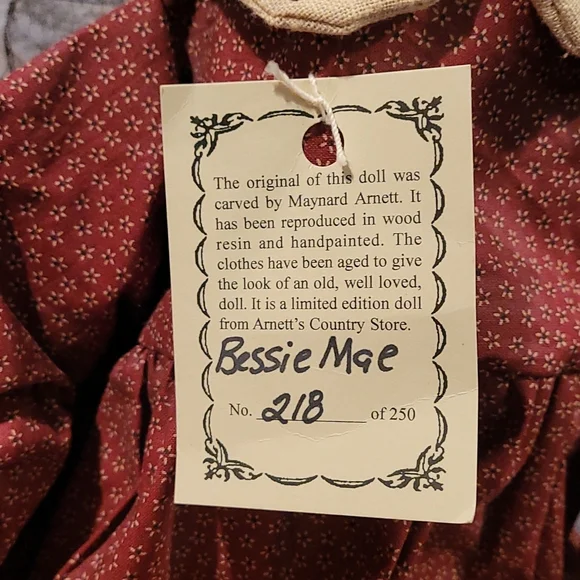 The original of this doll was
carved by Maynard Arnett. It
has been reproduced in wood
resin and handpainted. The
clothes have been aged to give
the look of an old, well loved,
doll. It is a limited edition doll
from Arnett's Country Store.
Bessie Mae
No. 218 of 250